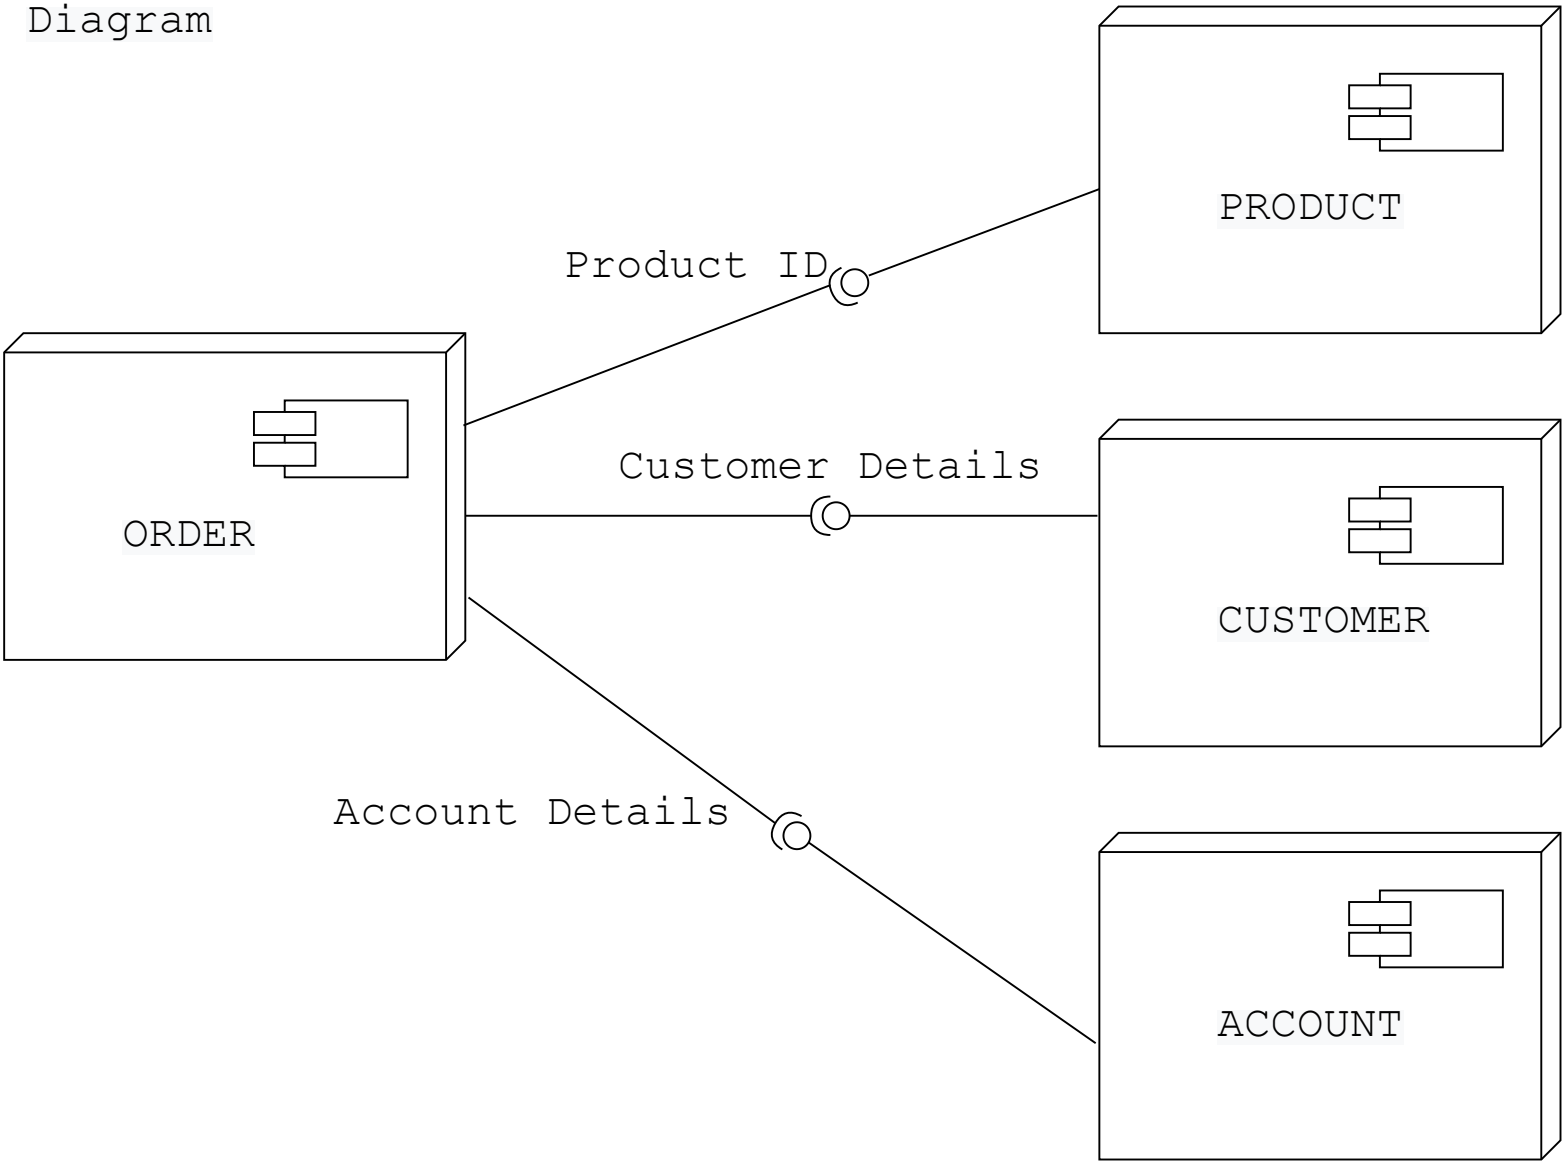 Diagram
PRODUCT
Product ID
Customer Details
ORDER
CUSTOMER
Account Details
ACCOUNT